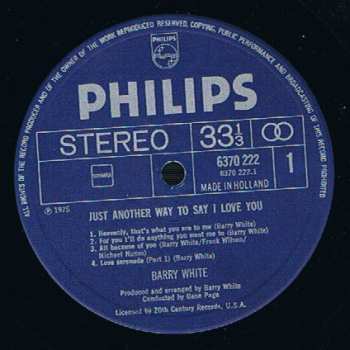 ALL RIGHTS OF THE RECORD PRODUCER AND OF THE OWNER OF THE WORK REPRODUCED RESERVED. COPYING, PUBLIC PERFORMANCE AND BROADCASTING OF THIS RECORD PROHIBITED
PHILIPS
PHILIPS
STEREO 33⅓
6370 222
6370 222.1
MADE IN HOLLAND
1
STEMRA
℗ 1975
JUST ANOTHER WAY TO SAY I LOVE YOU
1. Heavenly, that's what you are to me (Barry White)
2. For you I'll do anything you want me to (Barry White)
3. All because of you (Barry White/Frank Wilson/
Michael Nunes)
4. Love serenade (Part 1) (Barry White)
BARRY WHITE
Produced and arranged by Barry White
Conducted by Gene Page
Licensed by 20th Century Records, U.S.A.